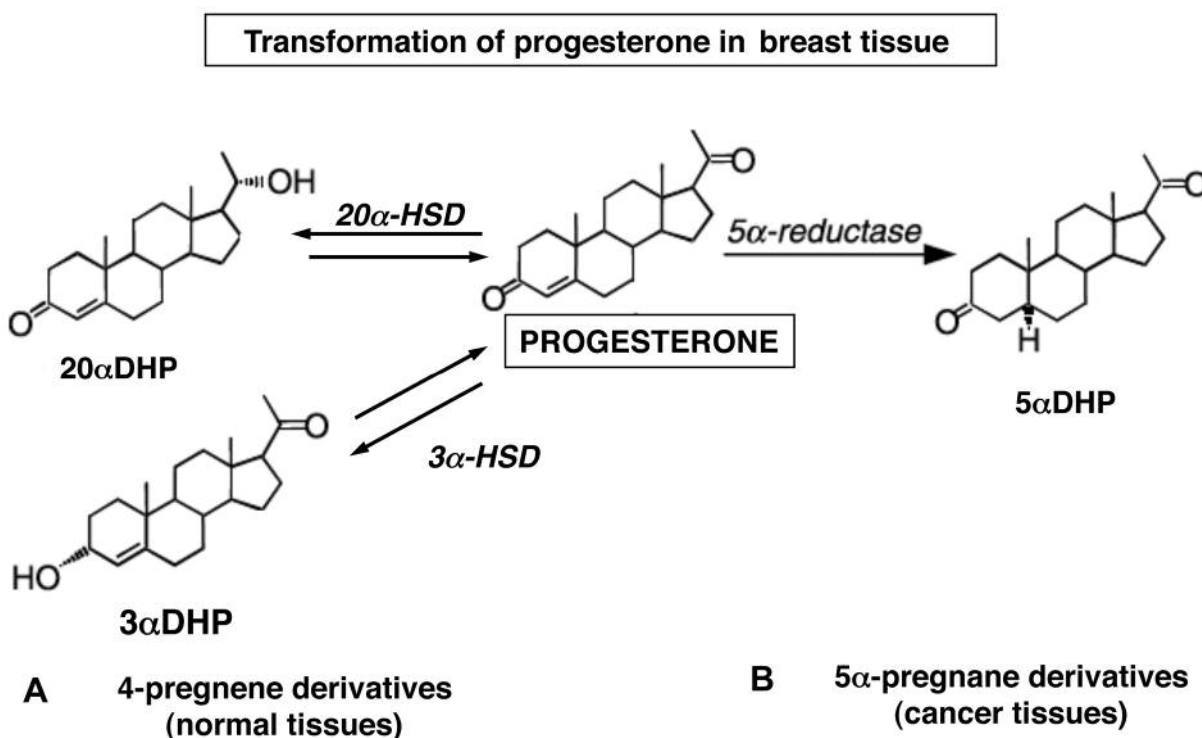 Transformation of progesterone in breast tissue
O
OH
20α-HSD
O
5α-reductase
O
O
O
O
H
20αDHP
PROGESTERONE
5αDHP
O
3α-HSD
HO
3αDHP
A
4-pregnene derivatives
(normal tissues)
B
5α-pregnane derivatives
(cancer tissues)